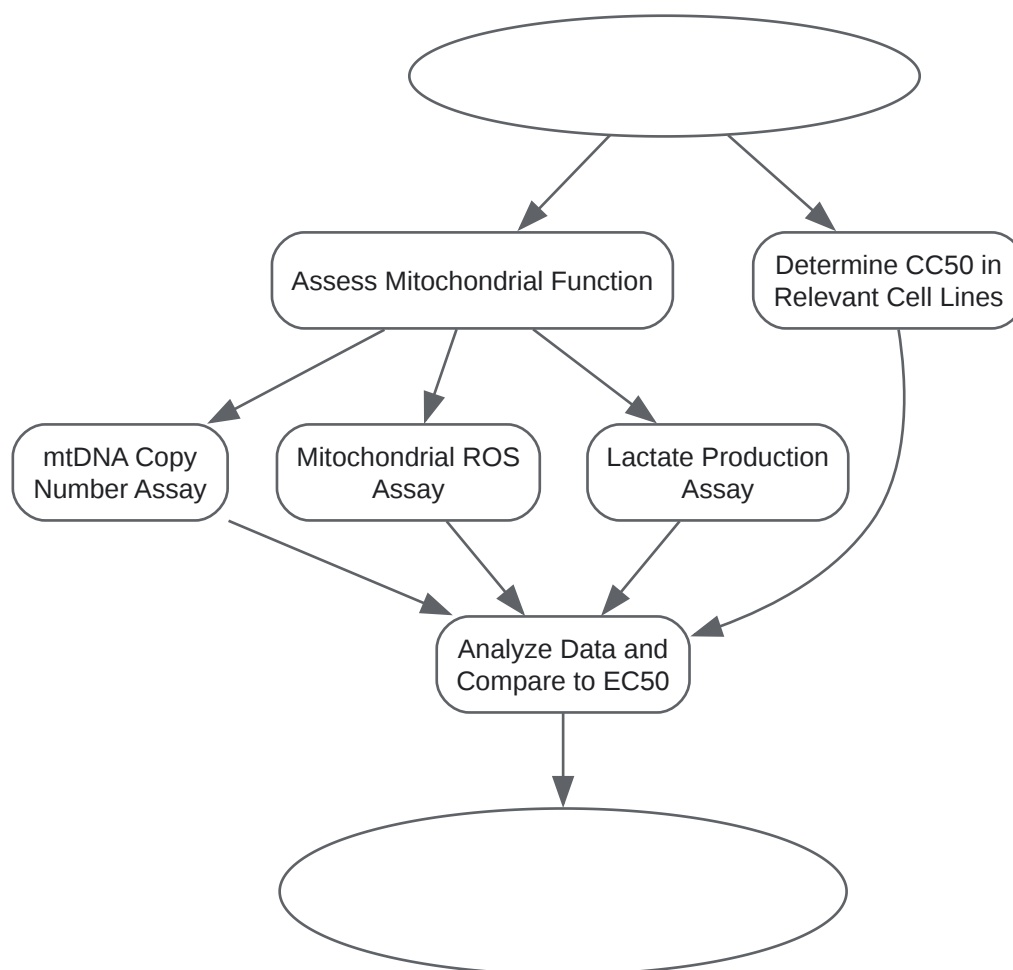 Assess Mitochondrial Function
Determine CC50 in
Relevant Cell Lines
mtDNA Copy
Number Assay
Mitochondrial ROS
Assay
Lactate Production
Assay
Analyze Data and
Compare to EC50